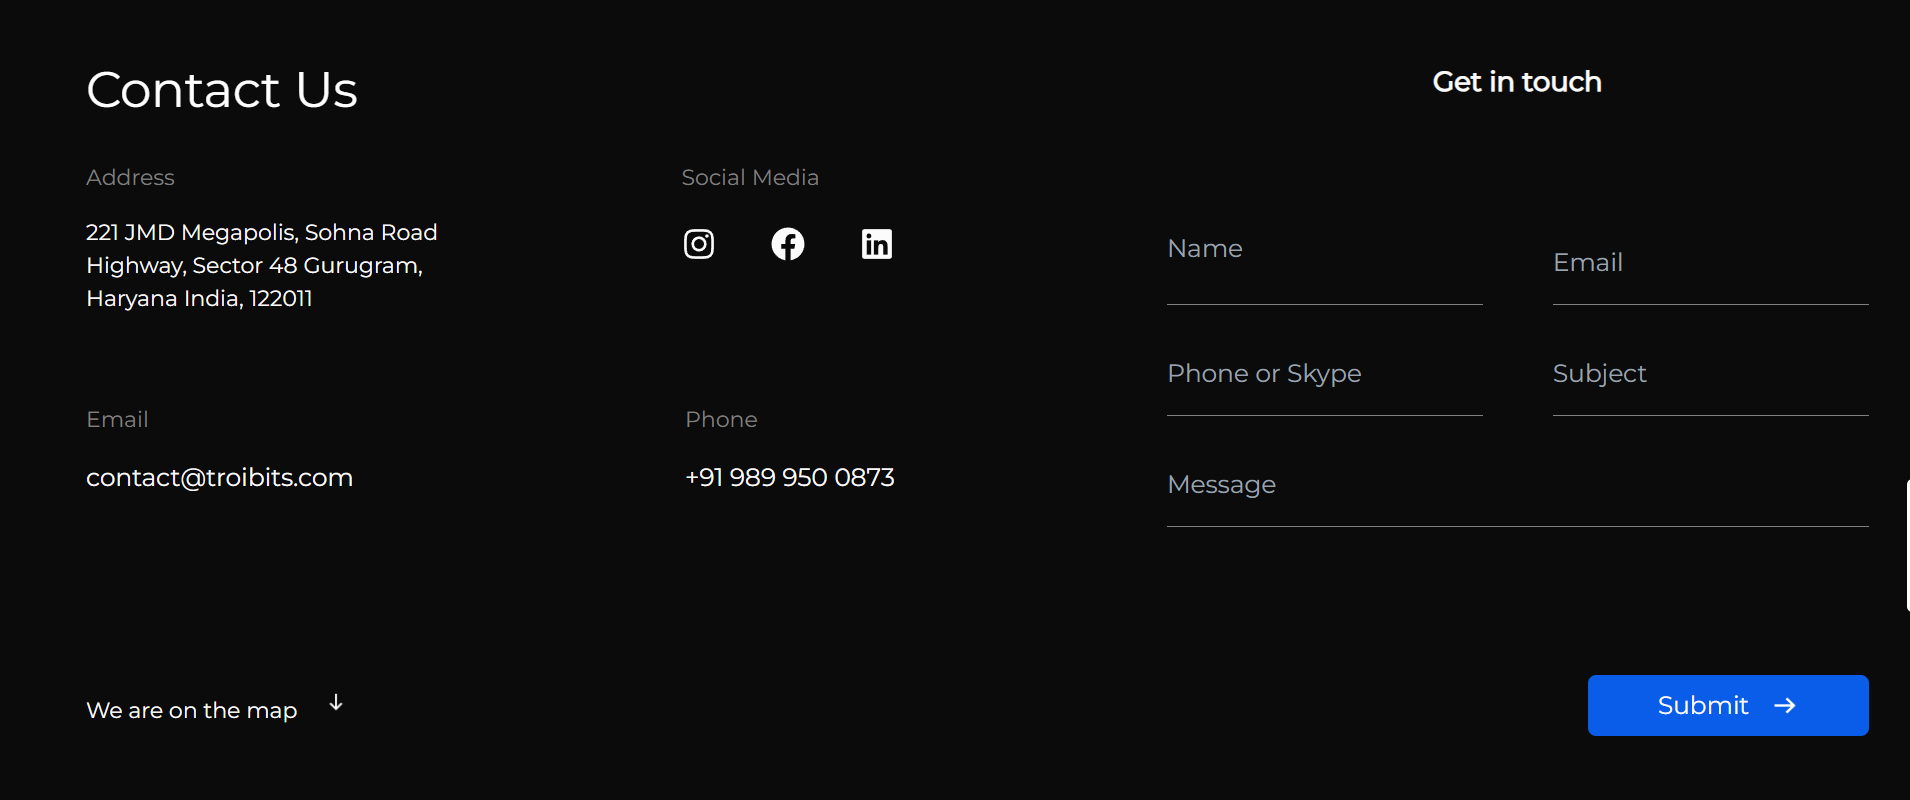 Contact Us
Address
221 JMD Megapolis, Sohna Road
Highway, Sector 48 Gurugram,
Haryana India, 122011
Social Media
Email
contact@troibits.com
Phone
+91 989 950 0873
We are on the map
Get in touch
Name
Email
Phone or Skype
Subject
Message
Submit